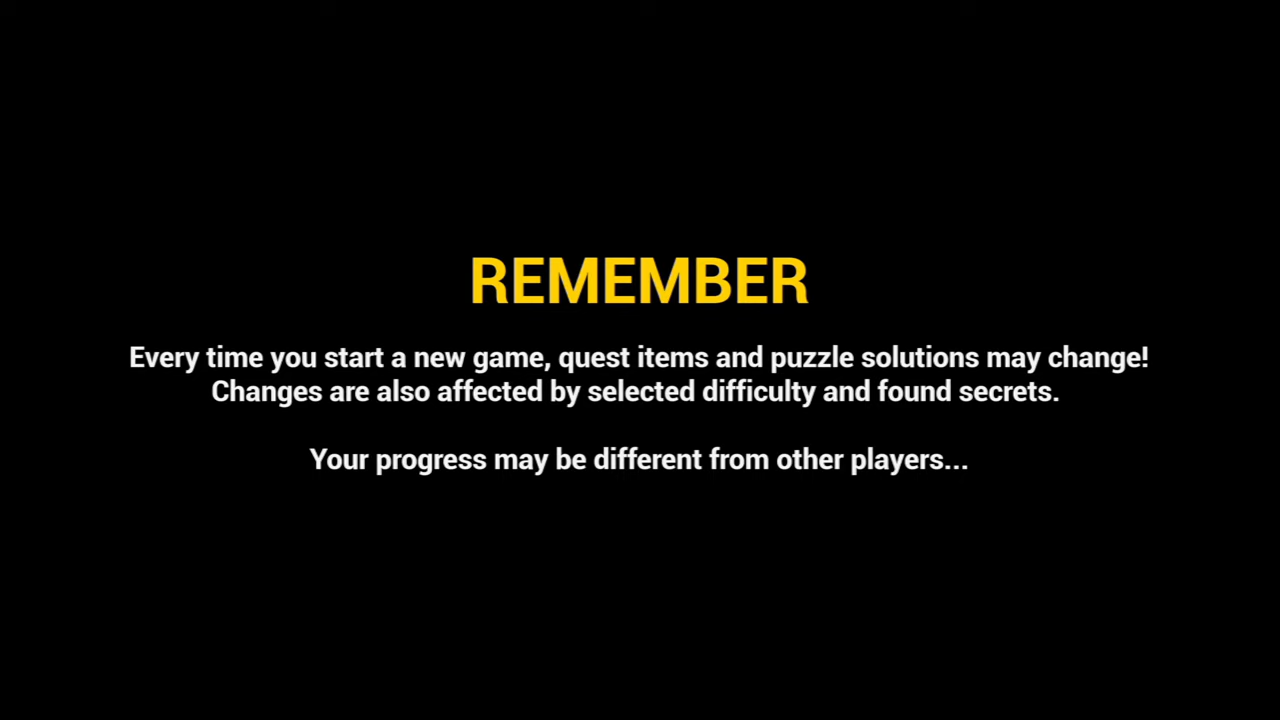 REMEMBER
Every time you start a new game, quest items and puzzle solutions may change!
Changes are also affected by selected difficulty and found secrets.
Your progress may be different from other players...